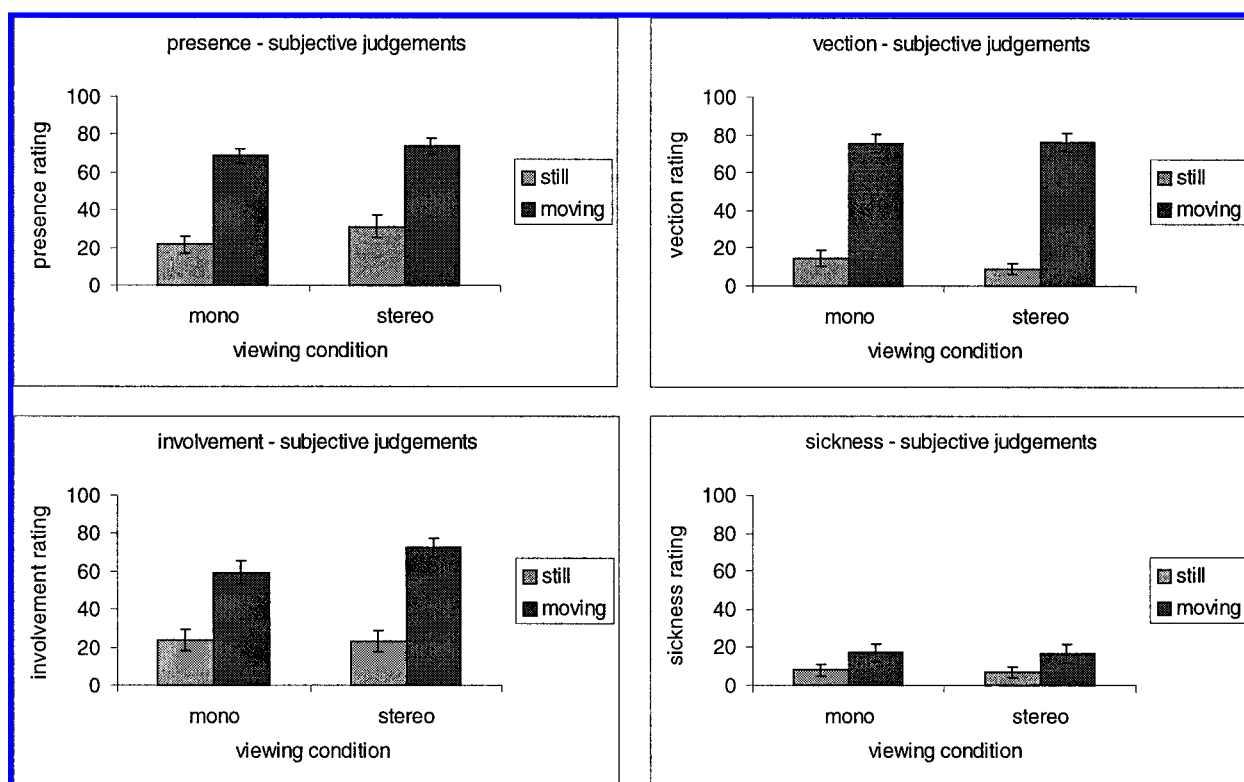 presence - subjective judgements
100
80
60
40
20
0
presence rating
mono
stereo
viewing condition
still
moving
vection - subjective judgements
100
80
60
40
20
0
vection rating
mono
stereo
viewing condition
still
moving
involvement - subjective judgements
100
80
60
40
20
0
involvement rating
mono
stereo
viewing condition
still
moving
sickness - subjective judgements
100
80
60
40
20
0
sickness rating
mono
stereo
viewing condition
still
moving